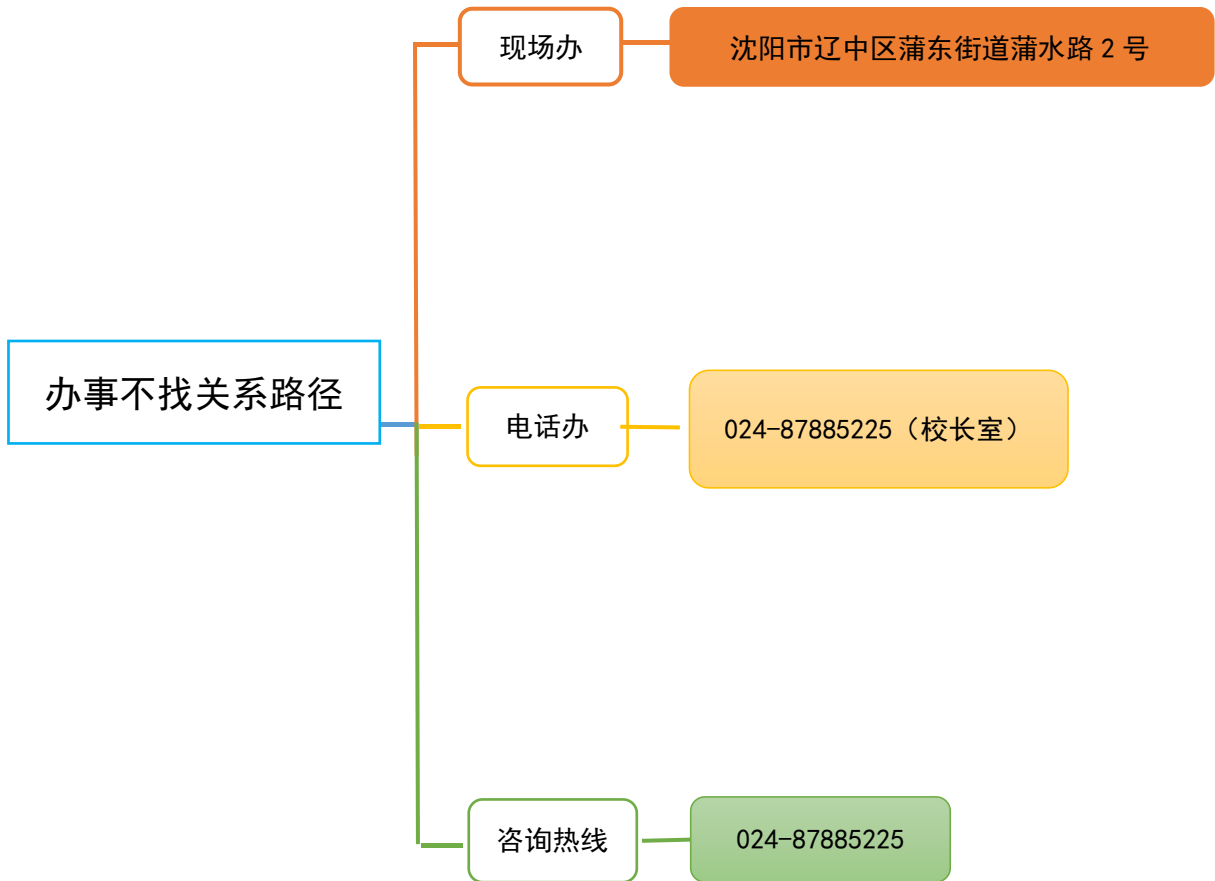 现场办
沈阳市辽中区蒲东街道蒲水路 2 号
办事不找关系路径
电话办
024-87885225（校长室）
咨询热线
024-87885225